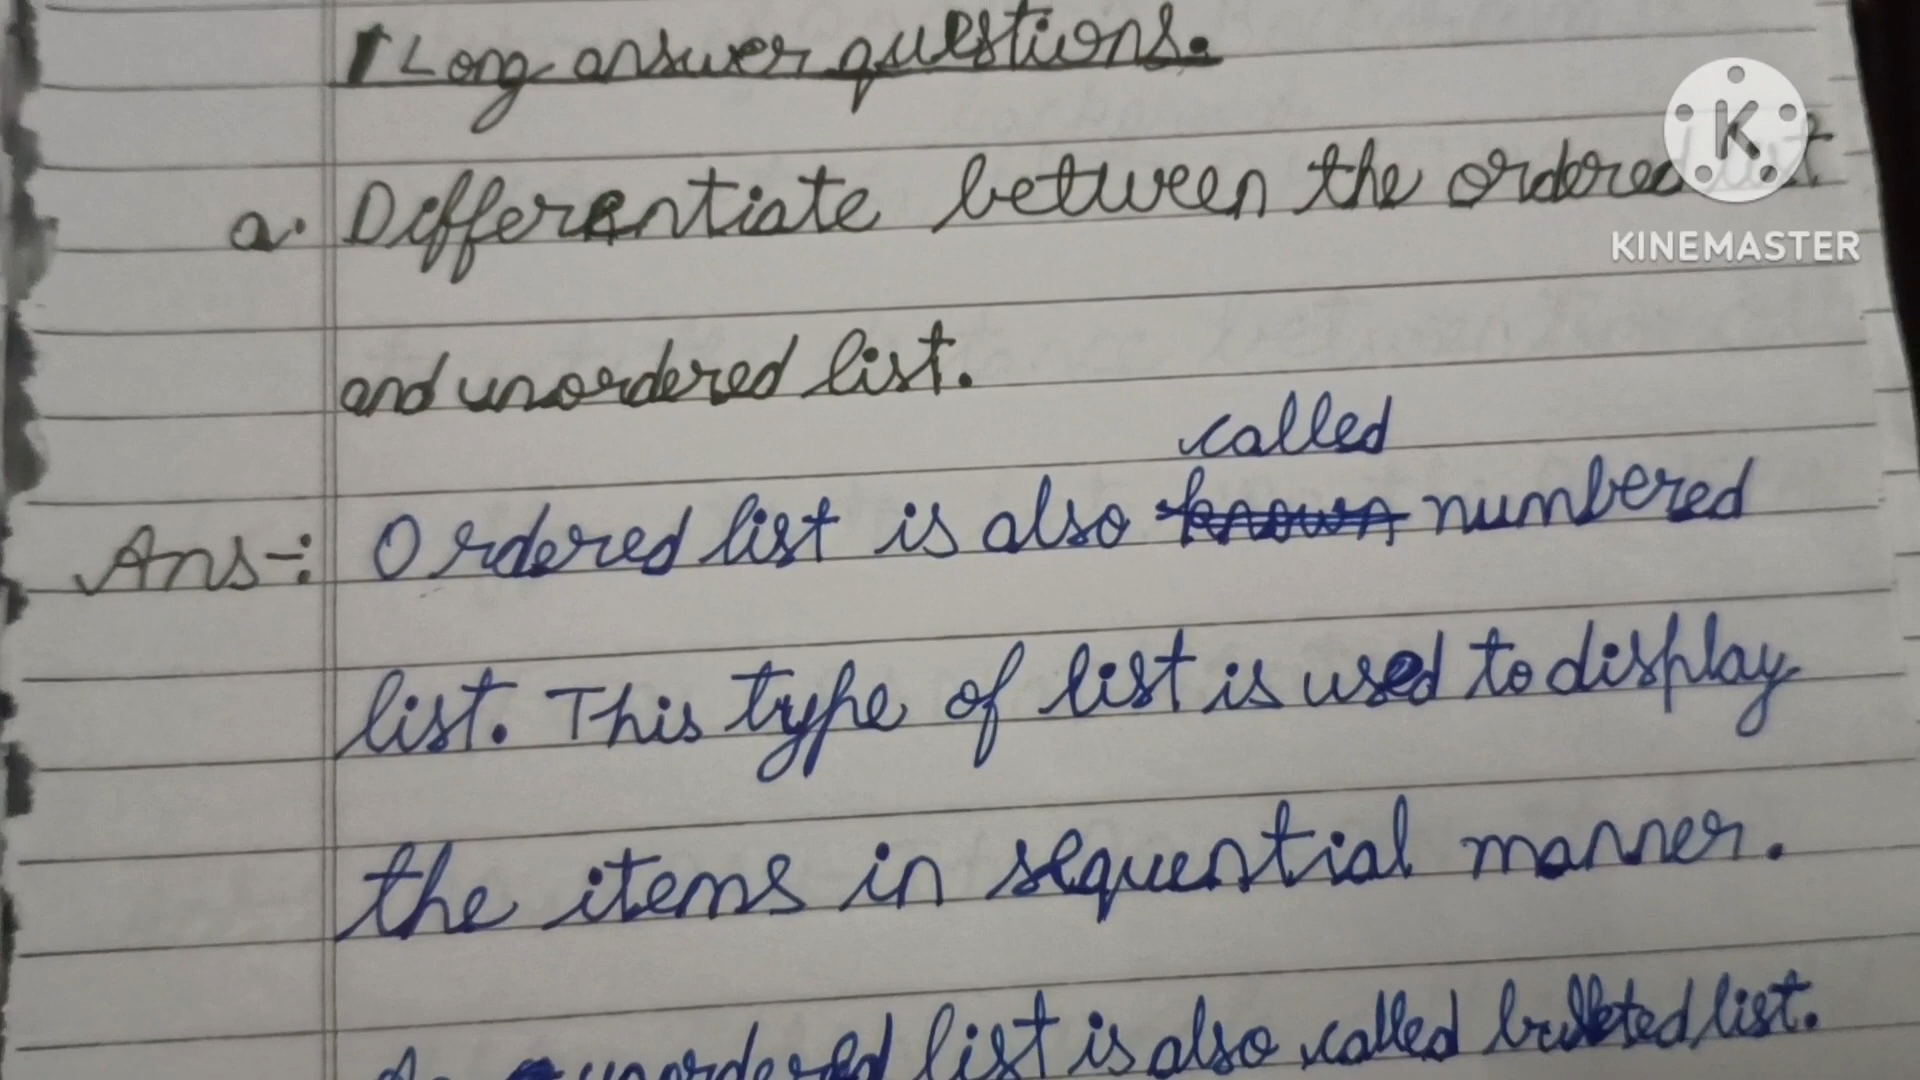 Long answer questions.
a. Differentiate between the ordered list
and unordered list.
called
Ans-: Ordered list is also known numbered
list. This type of list is used to display
the items in sequential manner.
unordered list is also called bulleted list.
K
KINEMASTER